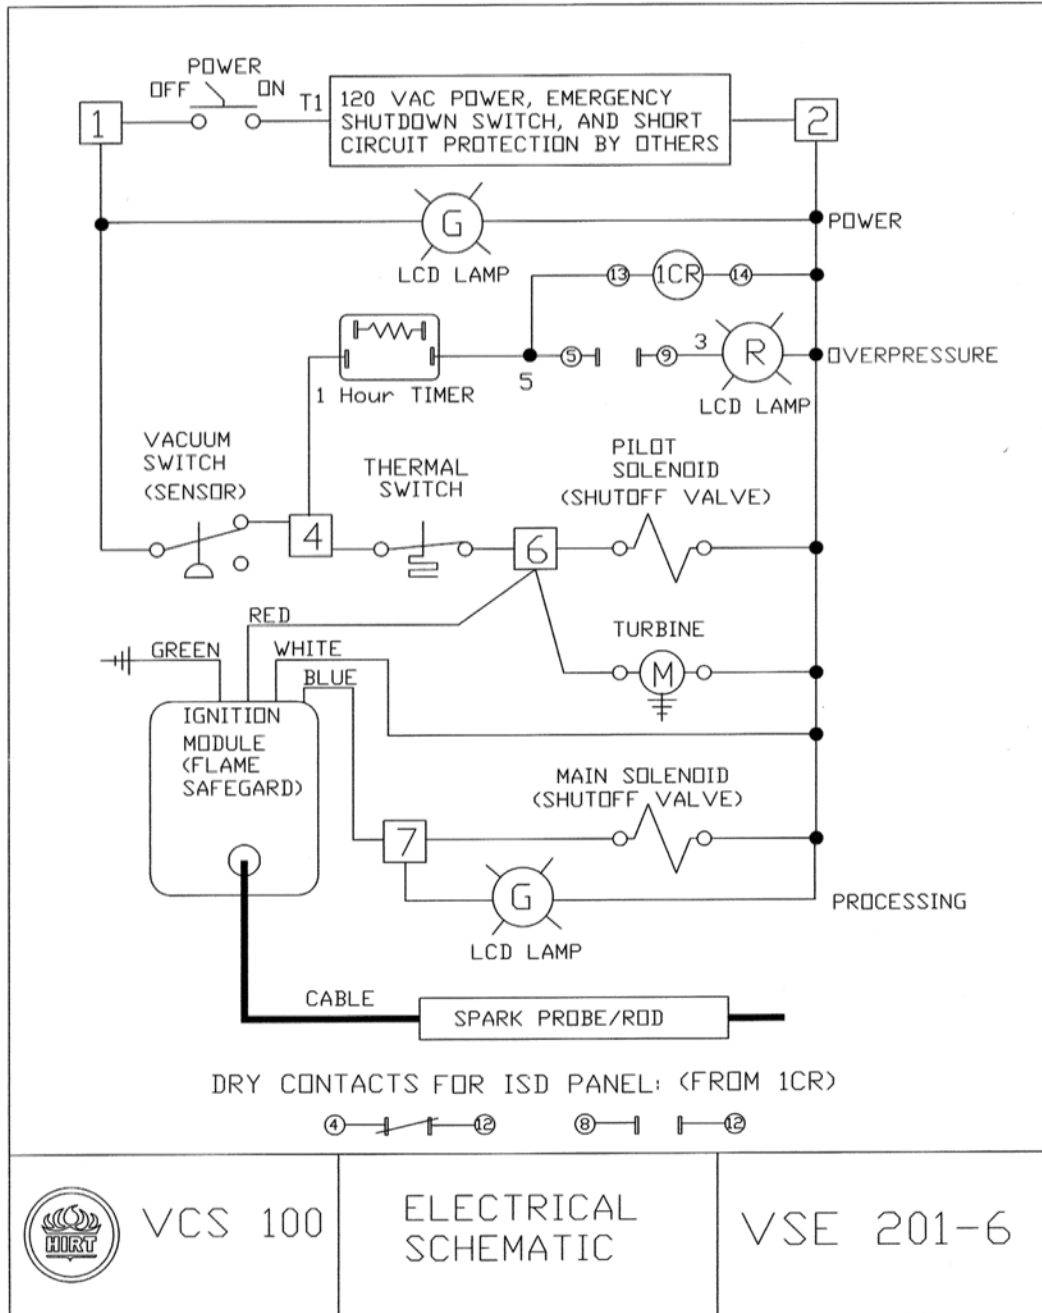 POWER
OFF ON
1
T1
120 VAC POWER, EMERGENCY
SHUTDOWN SWITCH, AND SHORT
CIRCUIT PROTECTION BY OTHERS
2
G
POWER
LCD LAMP
13 1CR 14
5 9 3 R
OVERPRESSURE
5
1 Hour TIMER
LCD LAMP
VACUUM
SWITCH
(SENSOR)
THERMAL
SWITCH
PILOT
SOLENOID
(SHUTOFF VALVE)
4
6
RED
GREEN
WHITE
BLUE
TURBINE
M
IGNITION
MODULE
(FLAME
SAFEGARD)
MAIN SOLENOID
(SHUTOFF VALVE)
7
G
PROCESSING
LCD LAMP
CABLE
SPARK PROBE/ROD
DRY CONTACTS FOR ISD PANEL: (FROM 1CR)
4 12 8 12
HIRT
VCS 100
ELECTRICAL
SCHEMATIC
VSE 201-6